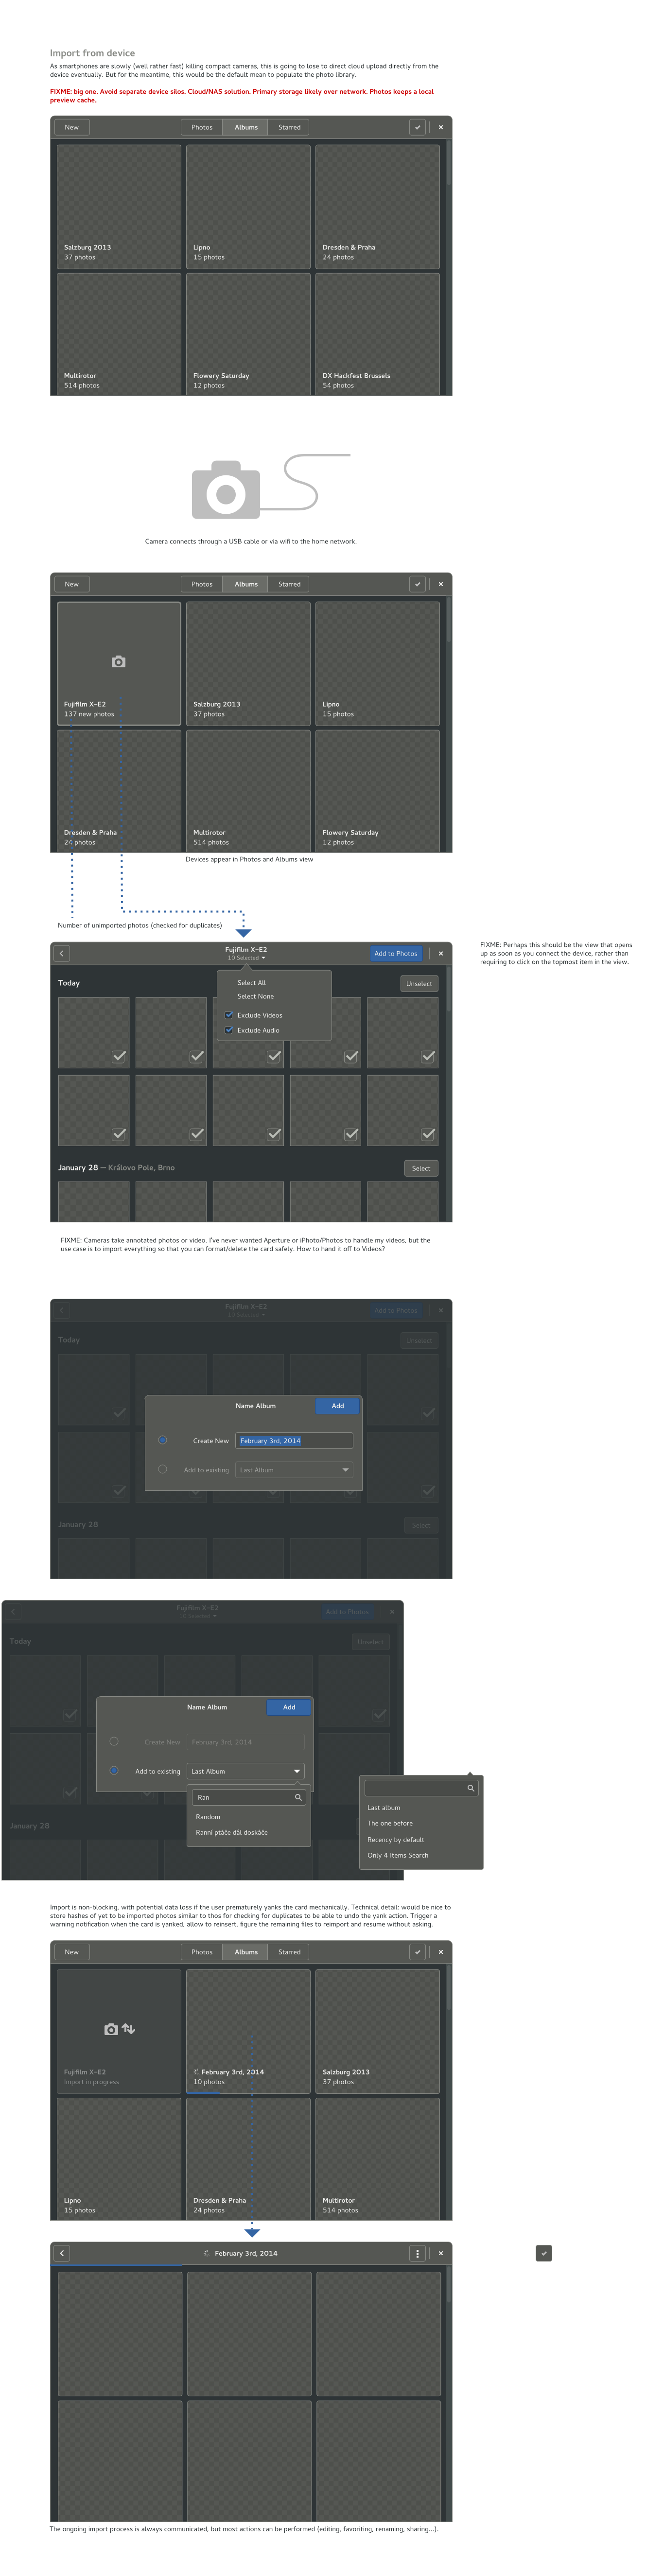 Import from device
As smartphones are slowly (well rather fast) killing compact cameras, this is going to lose to direct cloud upload directly from the
device eventually. But for the meantime, this would be the default mean to populate the photo library.
FIXME: big one. Avoid separate device silos. Cloud/NAS solution. Primary storage likely over network. Photos keeps a local
preview cache.
New
Photos
Albums
Starred
Salzburg 2013
37 photos
Lipno
15 photos
Dresden & Praha
24 photos
Multirotor
514 photos
Flowery Saturday
12 photos
DX Hackfest Brussels
54 photos
Camera connects through a USB cable or via wifi to the home network.
New
Photos
Albums
Starred
Fujifilm X-E2
137 new photos
Salzburg 2013
37 photos
Lipno
15 photos
Dresden & Praha
24 photos
Multirotor
514 photos
Flowery Saturday
12 photos
Devices appear in Photos and Albums view
Number of unimported photos (checked for duplicates)
Fujifilm X-E2
10 Selected
Add to Photos
FIXME: Perhaps this should be the view that opens
up as soon as you connect the device, rather than
requiring to click on the topmost item in the view.
Today
Unselect
Select All
Select None
Exclude Videos
Exclude Audio
January 28 — Královo Pole, Brno
Select
FIXME: Cameras take annotated photos or video. I've never wanted Aperture or iPhoto/Photos to handle my videos, but the
use case is to import everything so that you can format/delete the card safely. How to hand it off to Videos?
Fujifilm X-E2
10 Selected
Add to Photos
Today
Unselect
Name Album
Add
Create New
February 3rd, 2014
Add to existing
Last Album
January 28
Select
Fujifilm X-E2
10 Selected
Add to Photos
Today
Unselect
Name Album
Add
Create New
February 3rd, 2014
Add to existing
Last Album
Ran
Random
Ranní ptáče dál doskáče
Last album
The one before
Recency by default
Only 4 Items Search
January 28
Import is non-blocking, with potential data loss if the user prematurely yanks the card mechanically. Technical detail: would be nice to
store hashes of yet to be imported photos similar to thos for checking for duplicates to be able to undo the yank action. Trigger a
warning notification when the card is yanked, allow to reinsert, figure the remaining files to reimport and resume without asking.
New
Photos
Albums
Starred
Fujifilm X-E2
Import in progress
February 3rd, 2014
10 photos
Salzburg 2013
37 photos
Lipno
15 photos
Dresden & Praha
24 photos
Multirotor
514 photos
February 3rd, 2014
The ongoing import process is always communicated, but most actions can be performed (editing, favoriting, renaming, sharing...).